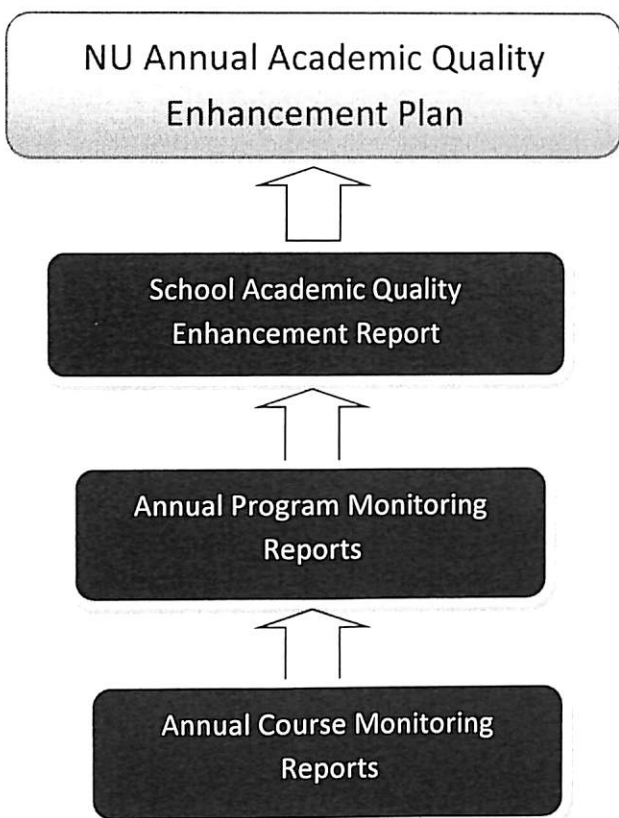 NU Annual Academic Quality
Enhancement Plan
School Academic Quality
Enhancement Report
Annual Program Monitoring
Reports
Annual Course Monitoring
Reports